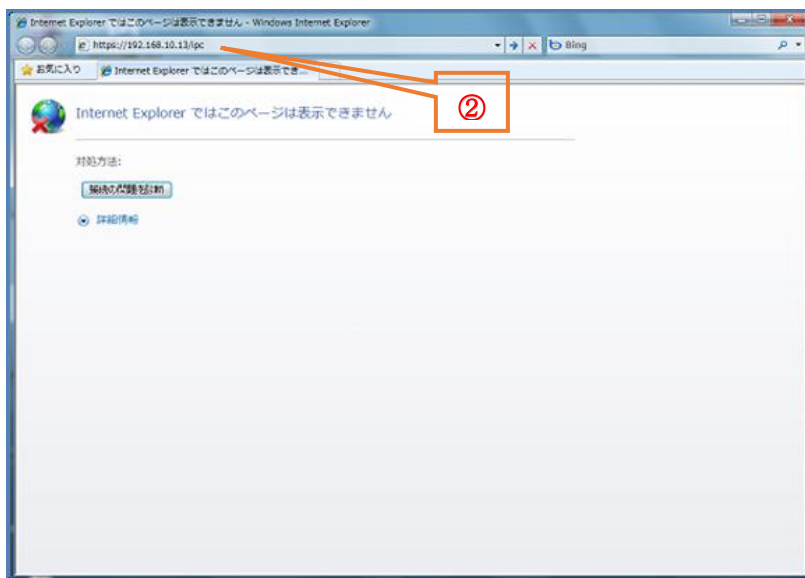 Internet Explorer ではこのページは表示できません - Windows Internet Explorer
https://192.168.10.13/ipc
Bing
お気に入り
Internet Explorer ではこのページは表示でき...
②
Internet Explorer ではこのページは表示できません
対処方法:
接続の問題を診断
詳細情報